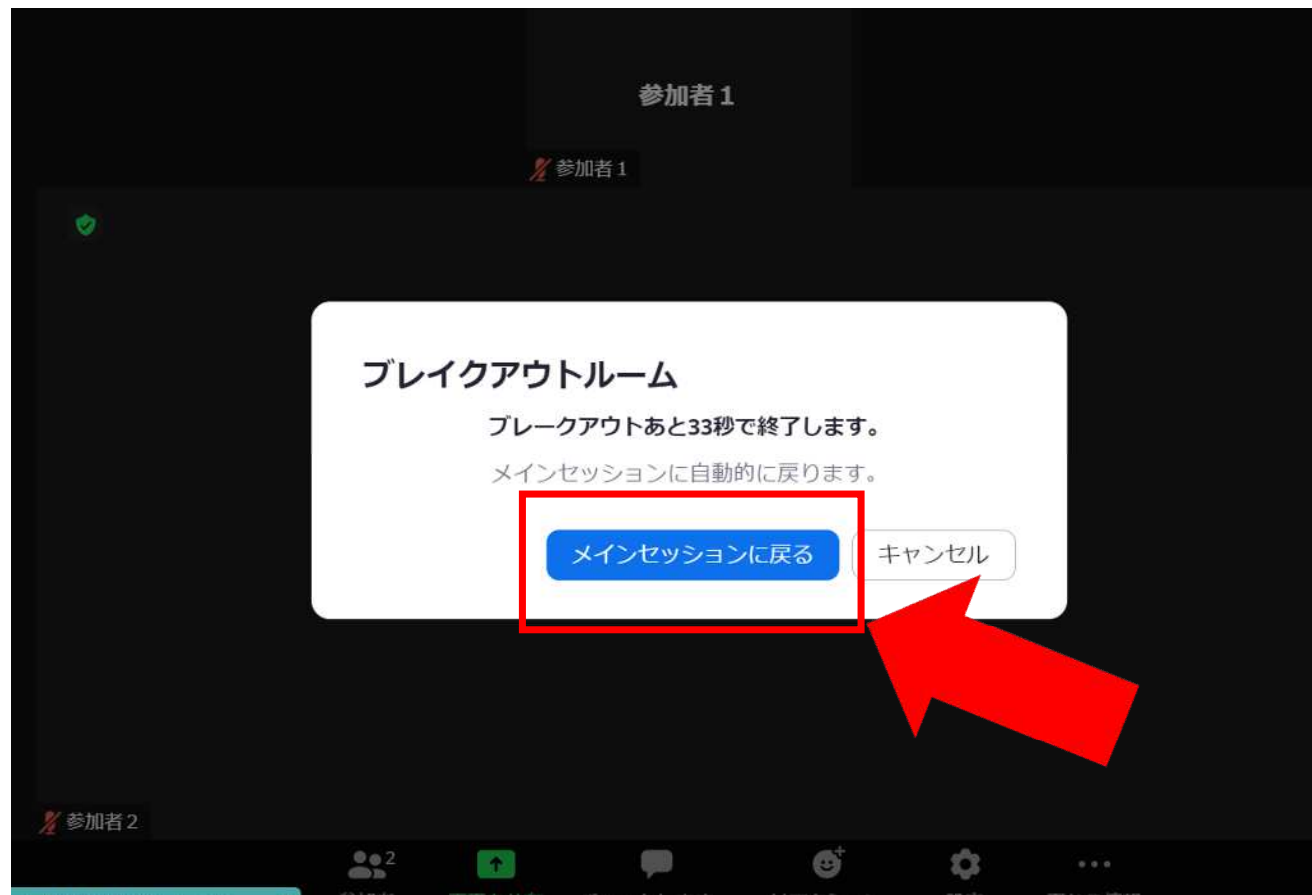 参加者１
参加者１
ブレイクアウトルーム
ブレークアウトあと33秒で終了します。
メインセッションに自動的に戻ります。
メインセッションに戻る
キャンセル
参加者２
2